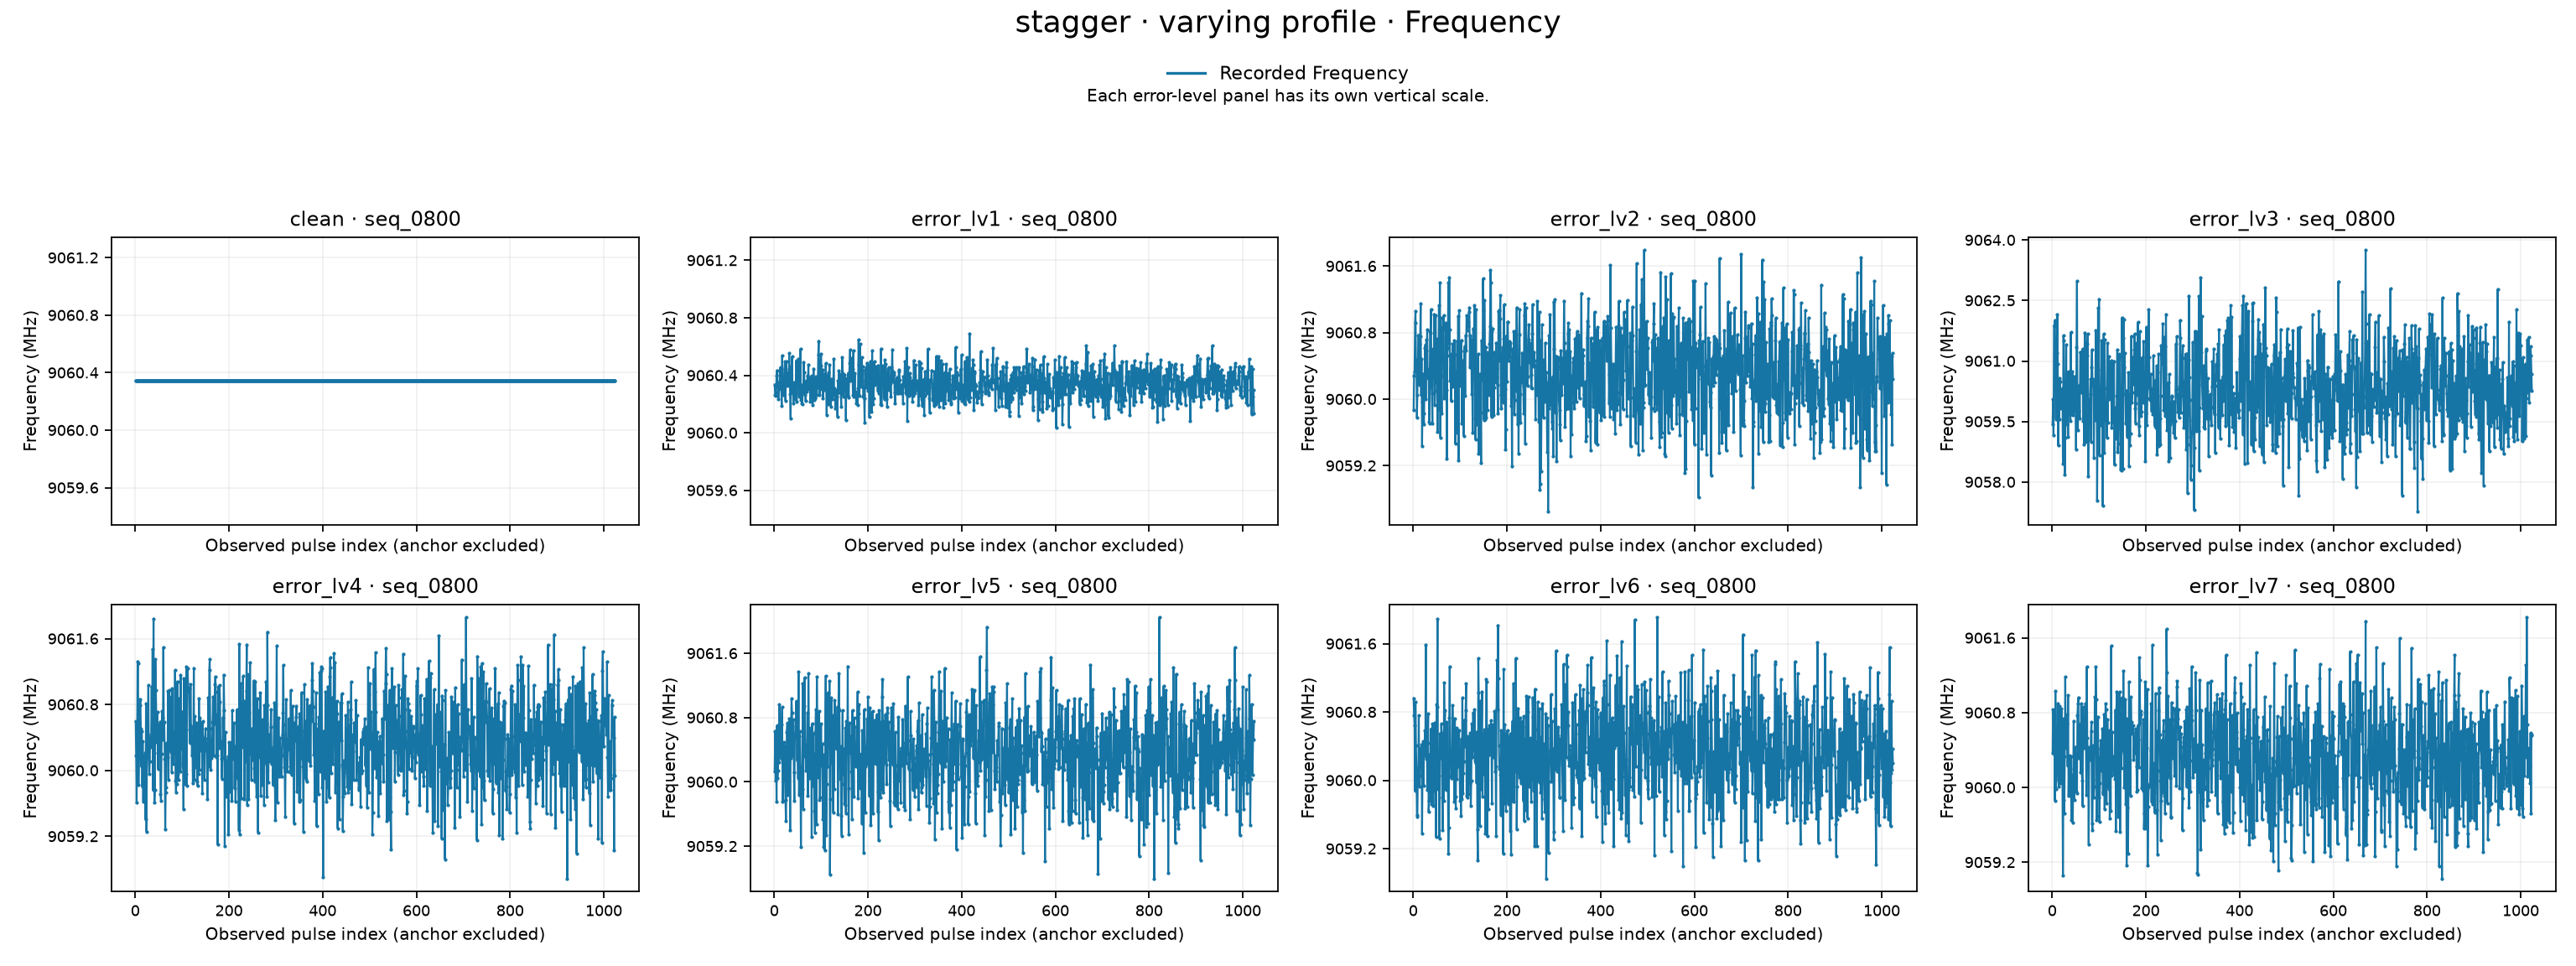 stagger · varying profile · Frequency
Recorded Frequency
Each error-level panel has its own vertical scale.
clean · seq_0800
error_lv1 · seq_0800
error_lv2 · seq_0800
error_lv3 · seq_0800
Frequency (MHz)
9061.2
9060.8
9060.4
9060.0
9059.6
Observed pulse index (anchor excluded)
Frequency (MHz)
9061.2
9060.8
9060.4
9060.0
9059.6
Observed pulse index (anchor excluded)
Frequency (MHz)
9061.6
9060.8
9060.0
9059.2
Observed pulse index (anchor excluded)
Frequency (MHz)
9064.0
9062.5
9061.0
9059.5
9058.0
Observed pulse index (anchor excluded)
error_lv4 · seq_0800
error_lv5 · seq_0800
error_lv6 · seq_0800
error_lv7 · seq_0800
Frequency (MHz)
9061.6
9060.8
9060.0
9059.2
0 200 400 600 800 1000
Observed pulse index (anchor excluded)
Frequency (MHz)
9061.6
9060.8
9060.0
9059.2
0 200 400 600 800 1000
Observed pulse index (anchor excluded)
Frequency (MHz)
9061.6
9060.8
9060.0
9059.2
0 200 400 600 800 1000
Observed pulse index (anchor excluded)
Frequency (MHz)
9061.6
9060.8
9060.0
9059.2
0 200 400 600 800 1000
Observed pulse index (anchor excluded)